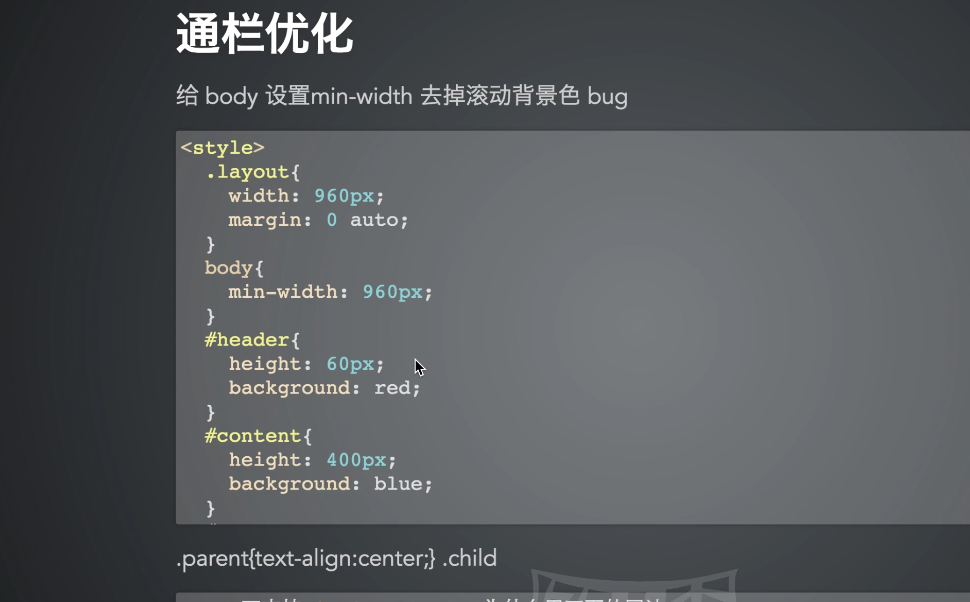 通栏优化
给 body 设置min-width 去掉滚动背景色 bug
<style>
.layout{
width: 960px;
margin: 0 auto;
}
body{
min-width: 960px;
}
#header{
height: 60px;
background: red;
}
#content{
height: 400px;
background: blue;
}
.parent{text-align:center;} .child